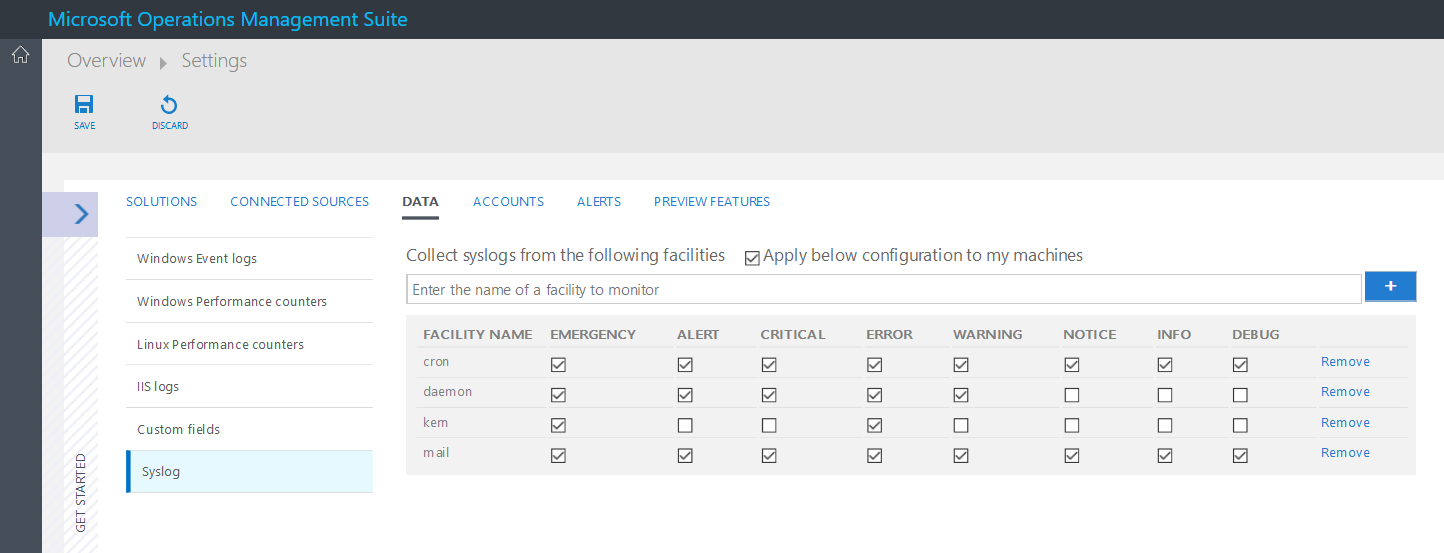 Microsoft Operations Management Suite
Overview Settings
SAVE DISCARD
SOLUTIONS CONNECTED SOURCES DATA ACCOUNTS ALERTS PREVIEW FEATURES
Windows Event logs
Windows Performance counters
Linux Performance counters
IIS logs
Custom fields
Syslog
GET STARTED
Collect syslogs from the following facilities Apply below configuration to my machines
Enter the name of a facility to monitor +
FACILITY NAME EMERGENCY ALERT CRITICAL ERROR WARNING NOTICE INFO DEBUG
cron Remove
daemon Remove
kern Remove
mail Remove